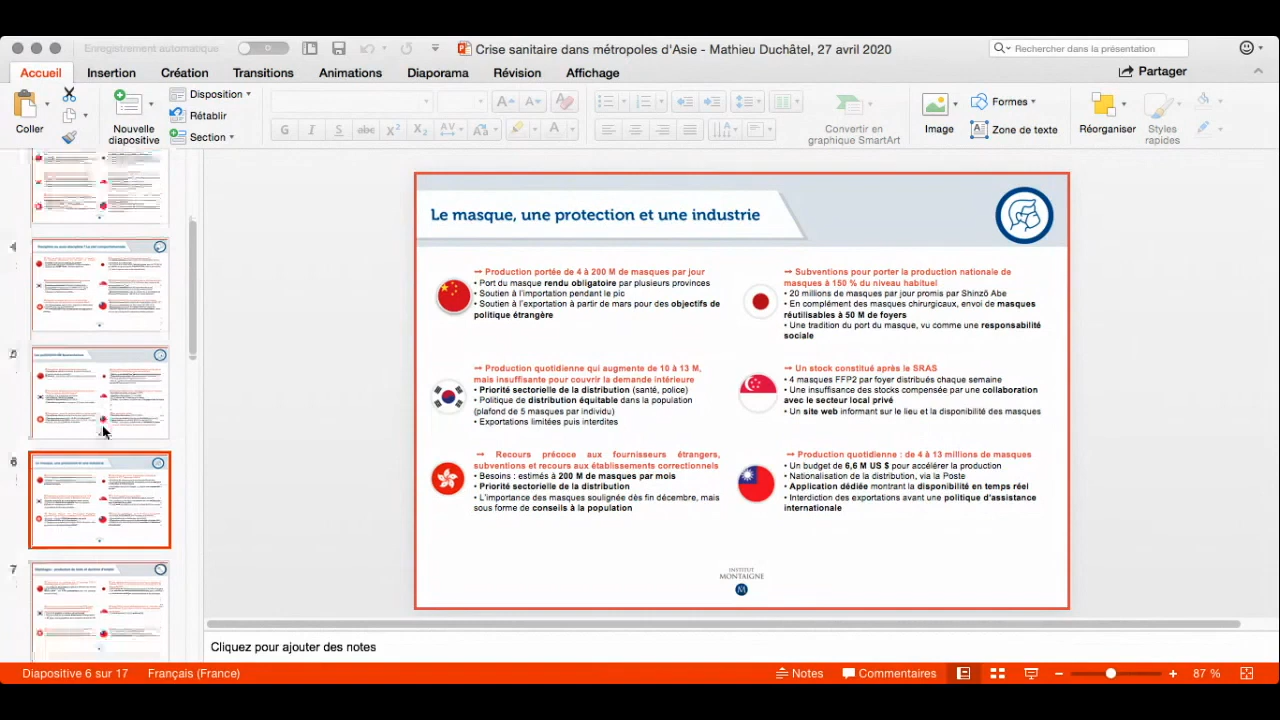 Enregistrement automatique
Crise sanitaire dans métropoles d'Asie - Mathieu Duchâtel, 27 avril 2020
Rechercher dans la présentation
Accueil
Insertion
Création
Transitions
Animations
Diaporama
Révision
Affichage
Partager
Coller
Nouvelle
diapositive
Disposition
Rétablir
Section
G I S abc X² X₂ AV
Convertir en
graphique SmartArt
Image
Formes
Zone de texte
Réorganiser
Styles
rapides
4
5
6
7
Le masque, une protection et une industrie
→ Production portée de 4 à 200 M de masques par jour
• Port du masque rendu obligatoire par plusieurs provinces
• Soutien à l'importation pendant le pic
• Soutien à l'exportation à partir de mars pour des objectifs de
politique étrangère
→ Subventions pour porter la production nationale de
masques à 150 % du niveau habituel
• 20 millions de masques par jour promis par Shinzō Abe
• En complément des masques chirurgicaux, envoi de masques
réutilisables à 50 M de foyers
• Une tradition du port du masque, vu comme une responsabilité
sociale
→ Production quotidienne qui augmente de 10 à 13 M,
mais insuffisante pour couvrir la demande intérieure
• Priorité sectorielle de la distribution (santé, police)
• Politique de distribution équitable dans la population
(plafond de 5 masques par individu)
• Exportations limitées puis interdites
→ Un stock constitué après le SRAS
• 4 masques FFP2 par foyer distribués chaque semaine
• Une insuffisance des stocks compensée par une collaboration
avec le secteur local privé
• Un site web informant sur le lieu et la disponibilité des masques
→ Recours précoce aux fournisseurs étrangers,
subventions et recours aux établissements correctionnels
• Besoins : estimés à 200 M de masques par mois
• Priorité sectorielle de la distribution
• L'importance des masques soulignée dès fin décembre, mais
sous forme de conseils à la population
→ Production quotidienne : de 4 à 13 millions de masques
• Un budget de 6,6 M US $ pour accélérer la production
• Nationalisation de la distribution, via la Poste
• Application dédiée montrant la disponibilité en temps réel
• Interdiction des exportations avant une politique d'assistance
internationale
INSTITUT
MONTAIGNE
M
Cliquez pour ajouter des notes
Diapositive 6 sur 17
Français (France)
Notes
Commentaires
87 %